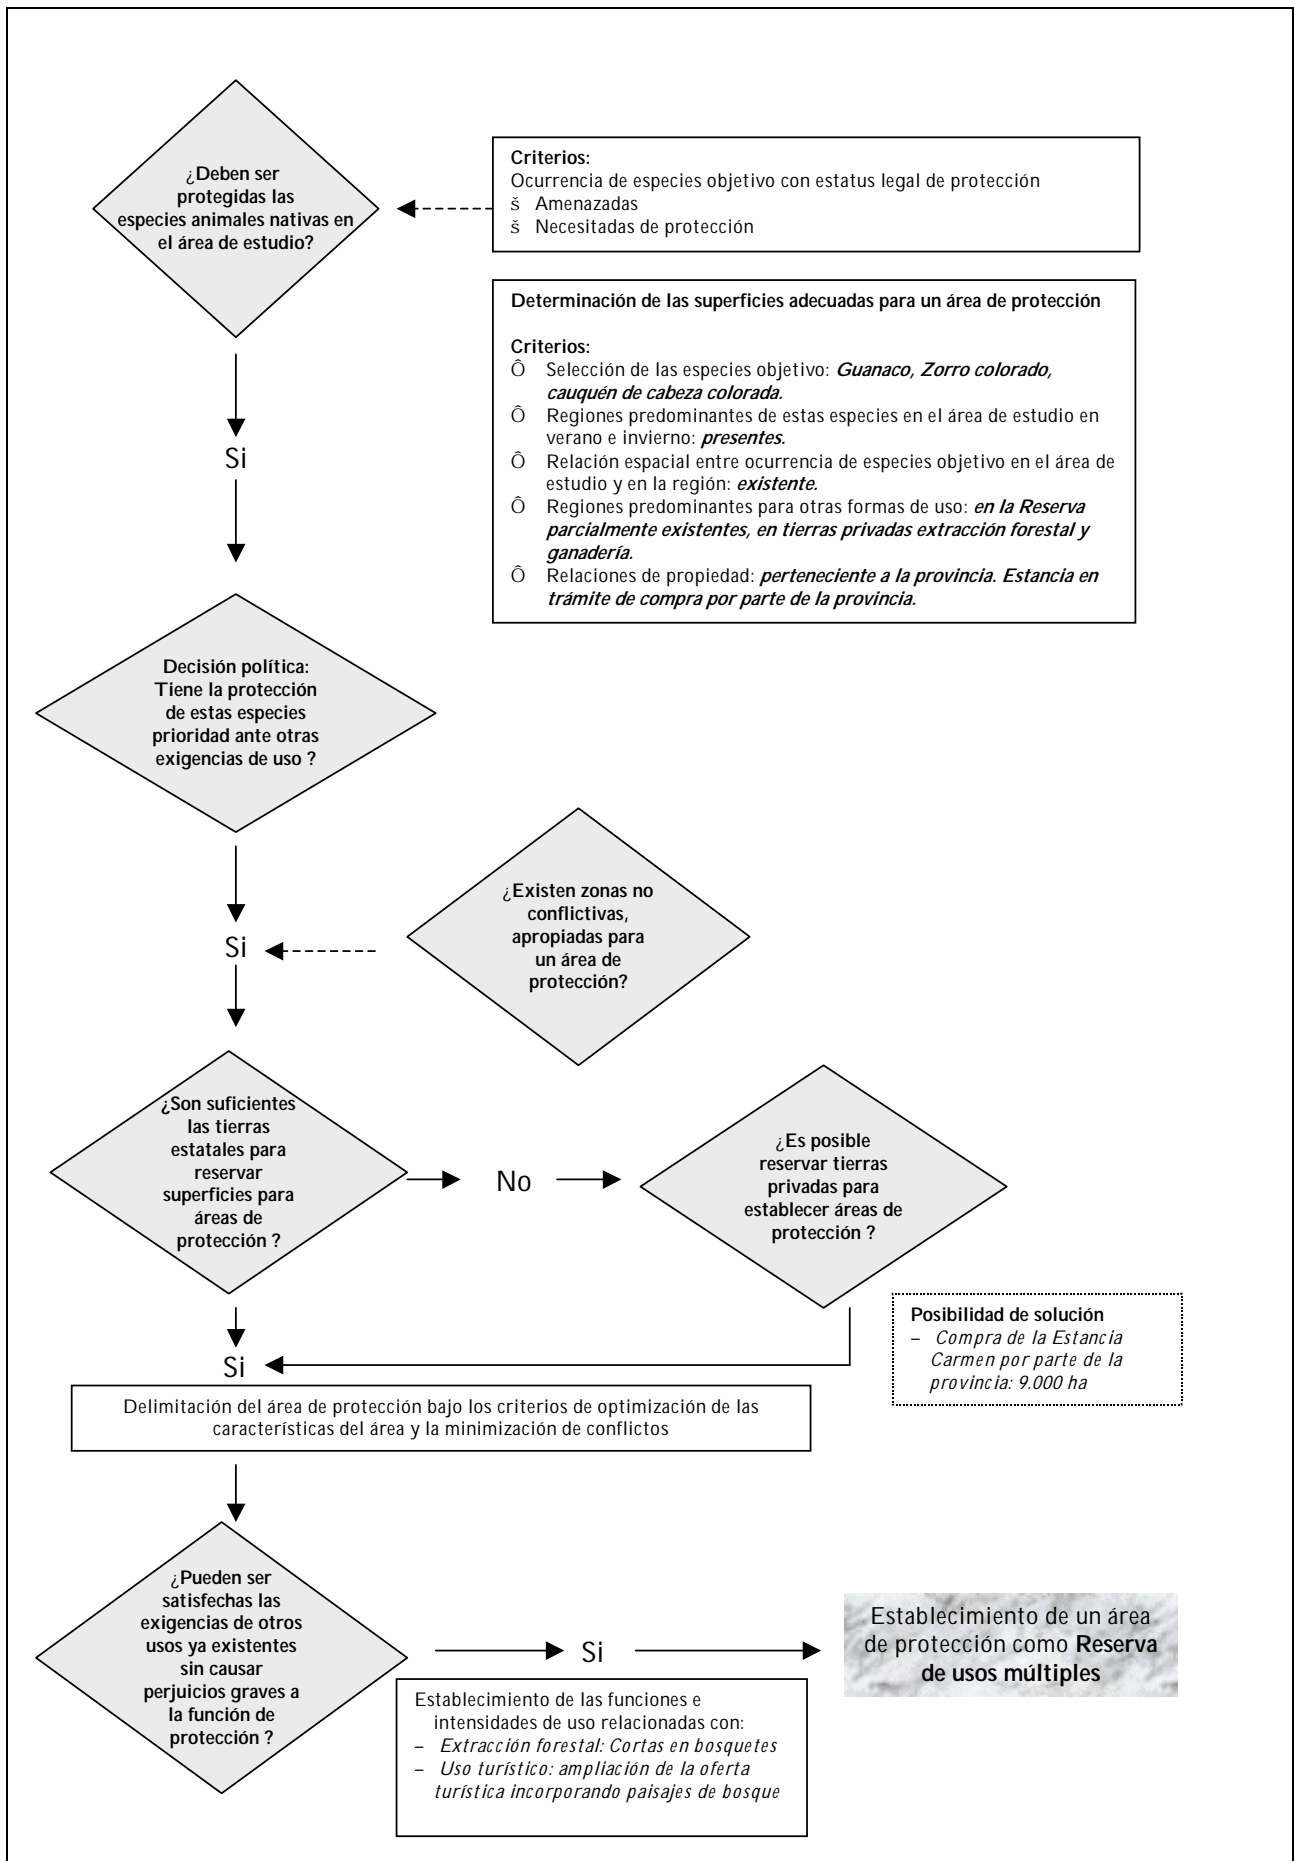 ¿Deben ser
protegidas las
especies animales nativas en
el área de estudio?
Criterios:
Ocurrencia de especies objetivo con estatus legal de protección
š Amenazadas
š Necesitadas de protección
Determinación de las superficies adecuadas para un área de protección
Criterios:
Ô Selección de las especies objetivo: Guanaco, Zorro colorado,
cauquén de cabeza colorada.
Ô Regiones predominantes de estas especies en el área de estudio en
verano e invierno: presentes.
Ô Relación espacial entre ocurrencia de especies objetivo en el área de
estudio y en la región: existente.
Ô Regiones predominantes para otras formas de uso: en la Reserva
parcialmente existentes, en tierras privadas extracción forestal y
ganadería.
Ô Relaciones de propiedad: perteneciente a la provincia. Estancia en
trámite de compra por parte de la provincia.
Si
Decisión política:
Tiene la protección
de estas especies
prioridad ante otras
exigencias de uso ?
¿Existen zonas no
conflictivas,
apropiadas para
un área de
protección?
Si
¿Son suficientes
las tierras
estatales para
reservar
superficies para
áreas de
protección ?
No
¿Es posible
reservar tierras
privadas para
establecer áreas de
protección ?
Posibilidad de solución
– Compra de la Estancia
Carmen por parte de la
provincia: 9.000 ha
Si
Delimitación del área de protección bajo los criterios de optimización de las
características del área y la minimización de conflictos
¿Pueden ser
satisfechas las
exigencias de otros
usos ya existentes
sin causar
perjuicios graves a
la función de
protección ?
Si
Establecimiento de un área
de protección como Reserva
de usos múltiples
Establecimiento de las funciones e
intensidades de uso relacionadas con:
– Extracción forestal: Cortas en bosquetes
– Uso turístico: ampliación de la oferta
turística incorporando paisajes de bosque